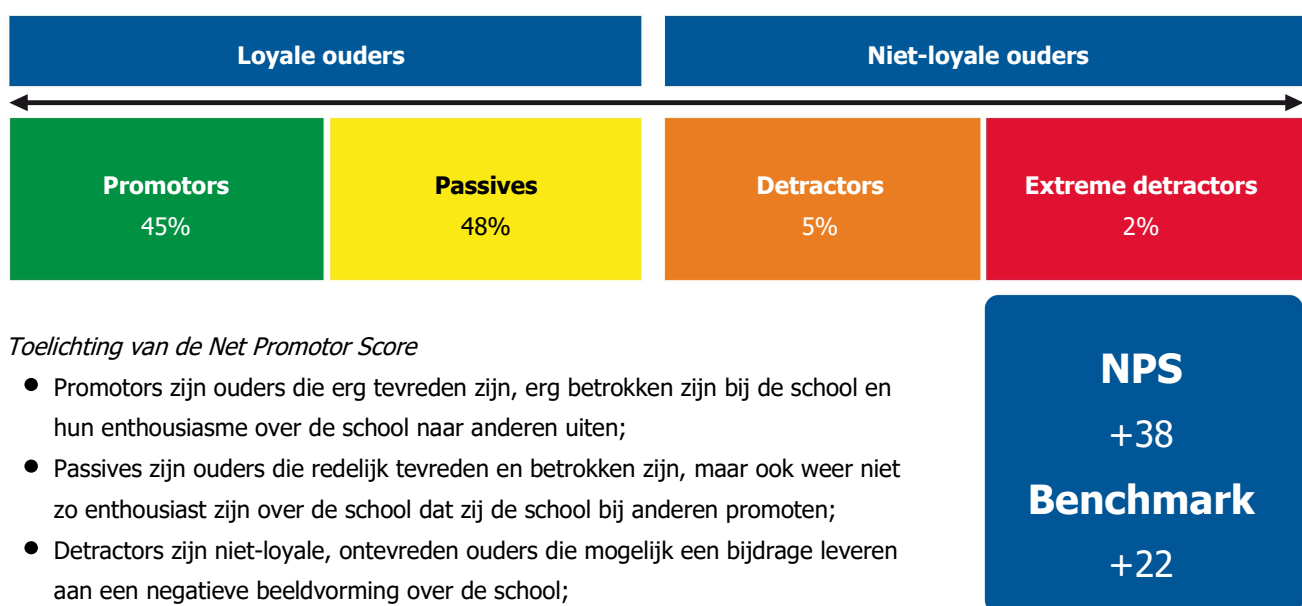 Loyale ouders
Niet-loyale ouders
Promotors
45%
Passives
48%
Detractors
5%
Extreme detractors
2%
Toelichting van de Net Promotor Score
● Promotors zijn ouders die erg tevreden zijn, erg betrokken zijn bij de school en
hun enthousiasme over de school naar anderen uiten;
● Passives zijn ouders die redelijk tevreden en betrokken zijn, maar ook weer niet
zo enthousiast zijn over de school dat zij de school bij anderen promoten;
● Detractors zijn niet-loyale, ontevreden ouders die mogelijk een bijdrage leveren
aan een negatieve beeldvorming over de school;
NPS
+38
Benchmark
+22